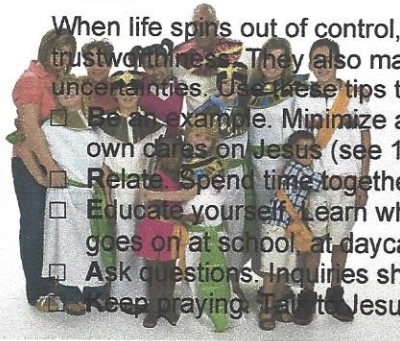 When life spins out of control,
trustworthiness. They also ma
uncertainties. Use these tips t
☐ Be an example. Minimize a
own cares on Jesus (see 1
☐ Relate. Spend time togethe
☐ Educate yourself. Learn wh
goes on at school, at dayca
☐ Ask questions. Inquiries sh
☐ Keep praying. Talk to Jesu